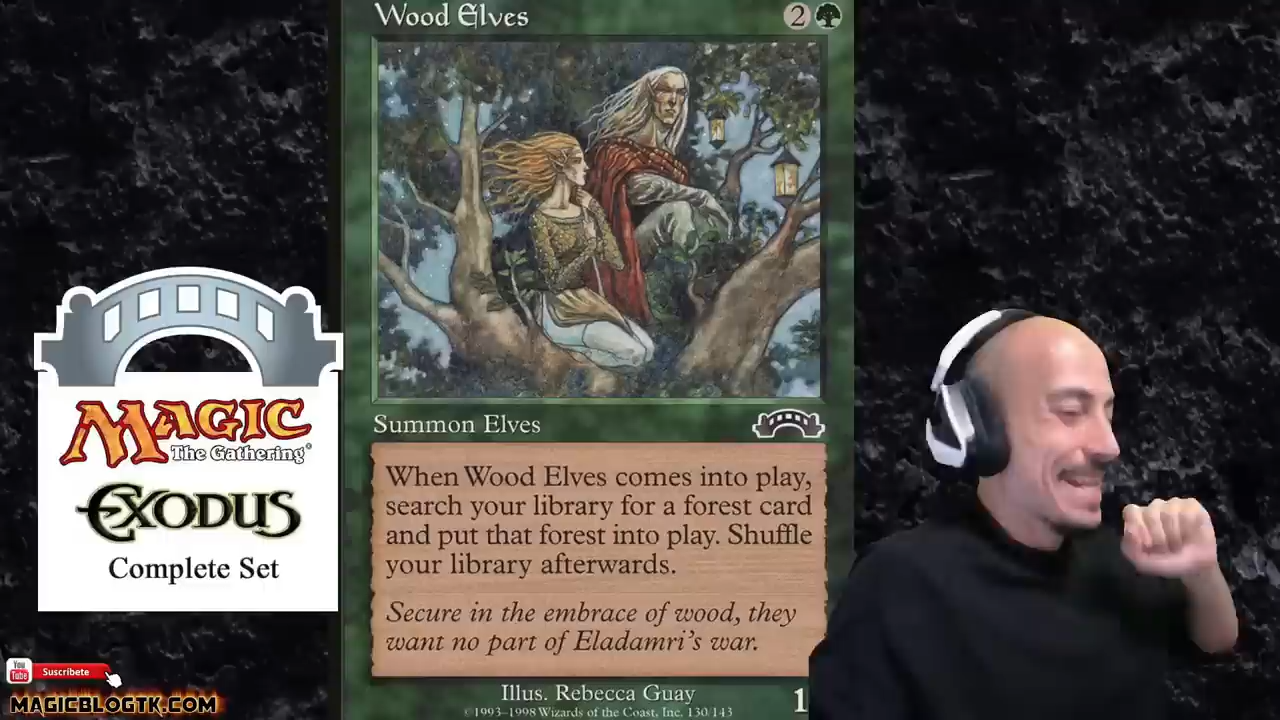 Wood Elves
2
Summon Elves
When Wood Elves comes into play,
search your library for a forest card
and put that forest into play. Shuffle
your library afterwards.
Secure in the embrace of wood, they
want no part of Eladamri's war.
Illus. Rebecca Guay
1
©1993-1998 Wizards of the Coast, Inc. 130/143
MAGIC
The Gathering®
EXODUS
Complete Set
You
Tube
Suscríbete
MAGICBLOGTK.COM